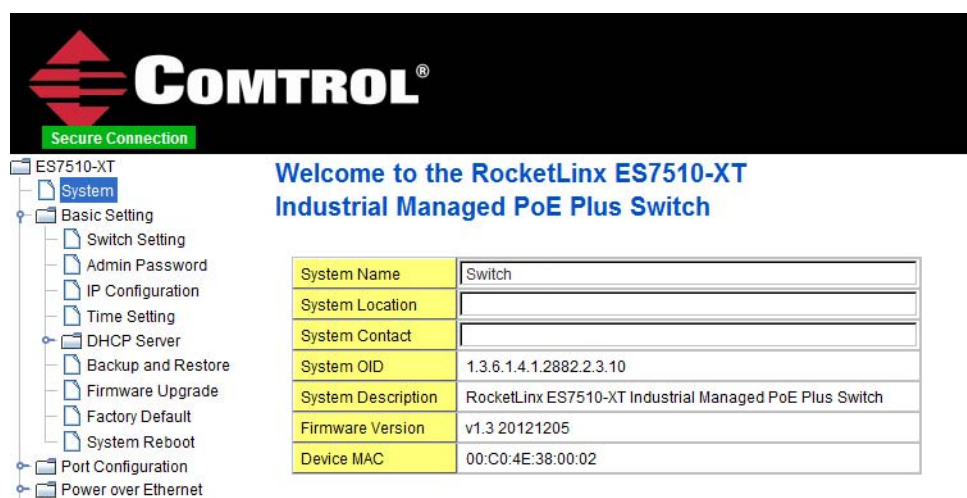 COMTROL®
Secure Connection
ES7510-XT
System
Basic Setting
Switch Setting
Admin Password
IP Configuration
Time Setting
DHCP Server
Backup and Restore
Firmware Upgrade
Factory Default
System Reboot
Port Configuration
Power over Ethernet
Welcome to the RocketLinx ES7510-XT
Industrial Managed PoE Plus Switch
System Name Switch
System Location
System Contact
System OID 1.3.6.1.4.1.2882.2.3.10
System Description RocketLinx ES7510-XT Industrial Managed PoE Plus Switch
Firmware Version v1.3 20121205
Device MAC 00:C0:4E:38:00:02